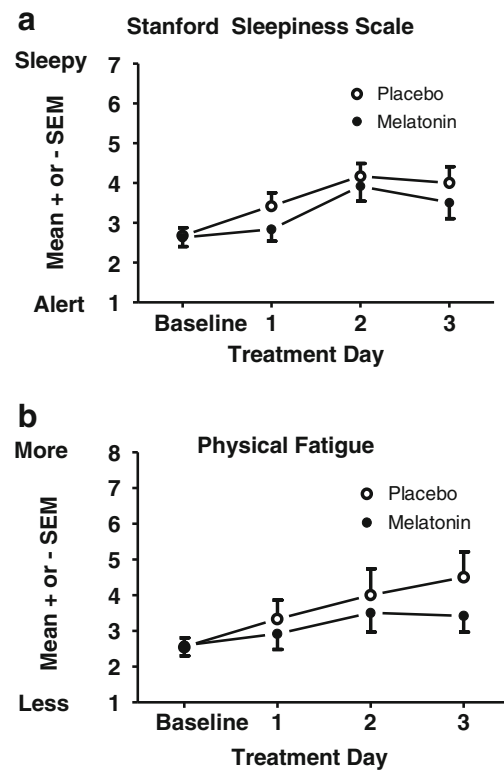 a
Stanford Sleepiness Scale
Sleepy
7
6
5
4
3
2
1
Mean + or - SEM
Placebo
Melatonin
Alert
Baseline 1 2 3
Treatment Day
b
More
Physical Fatigue
8
7
6
5
4
3
2
1
Mean + or - SEM
Placebo
Melatonin
Less
Baseline 1 2 3
Treatment Day